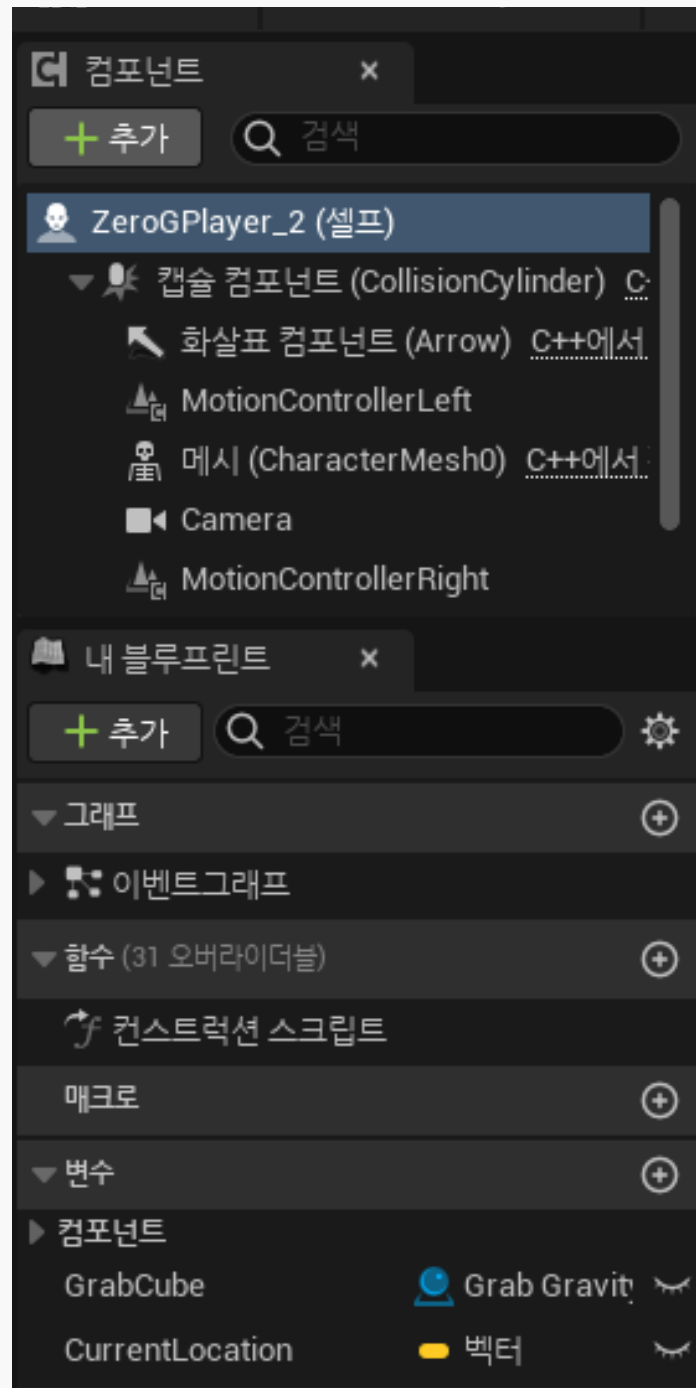 컴포넌트
추가
검색
ZeroGPlayer_2 (셀프)
캡슐 컴포넌트 (CollisionCylinder) C+
화살표 컴포넌트 (Arrow) C++에서
MotionControllerLeft
메시 (CharacterMesh0) C++에서
Camera
MotionControllerRight
내 블루프린트
추가
검색
그래프
이벤트그래프
함수 (31 오버라이더블)
컨스트럭션 스크립트
매크로
변수
컴포넌트
GrabCube Grab Gravity
CurrentLocation 벡터